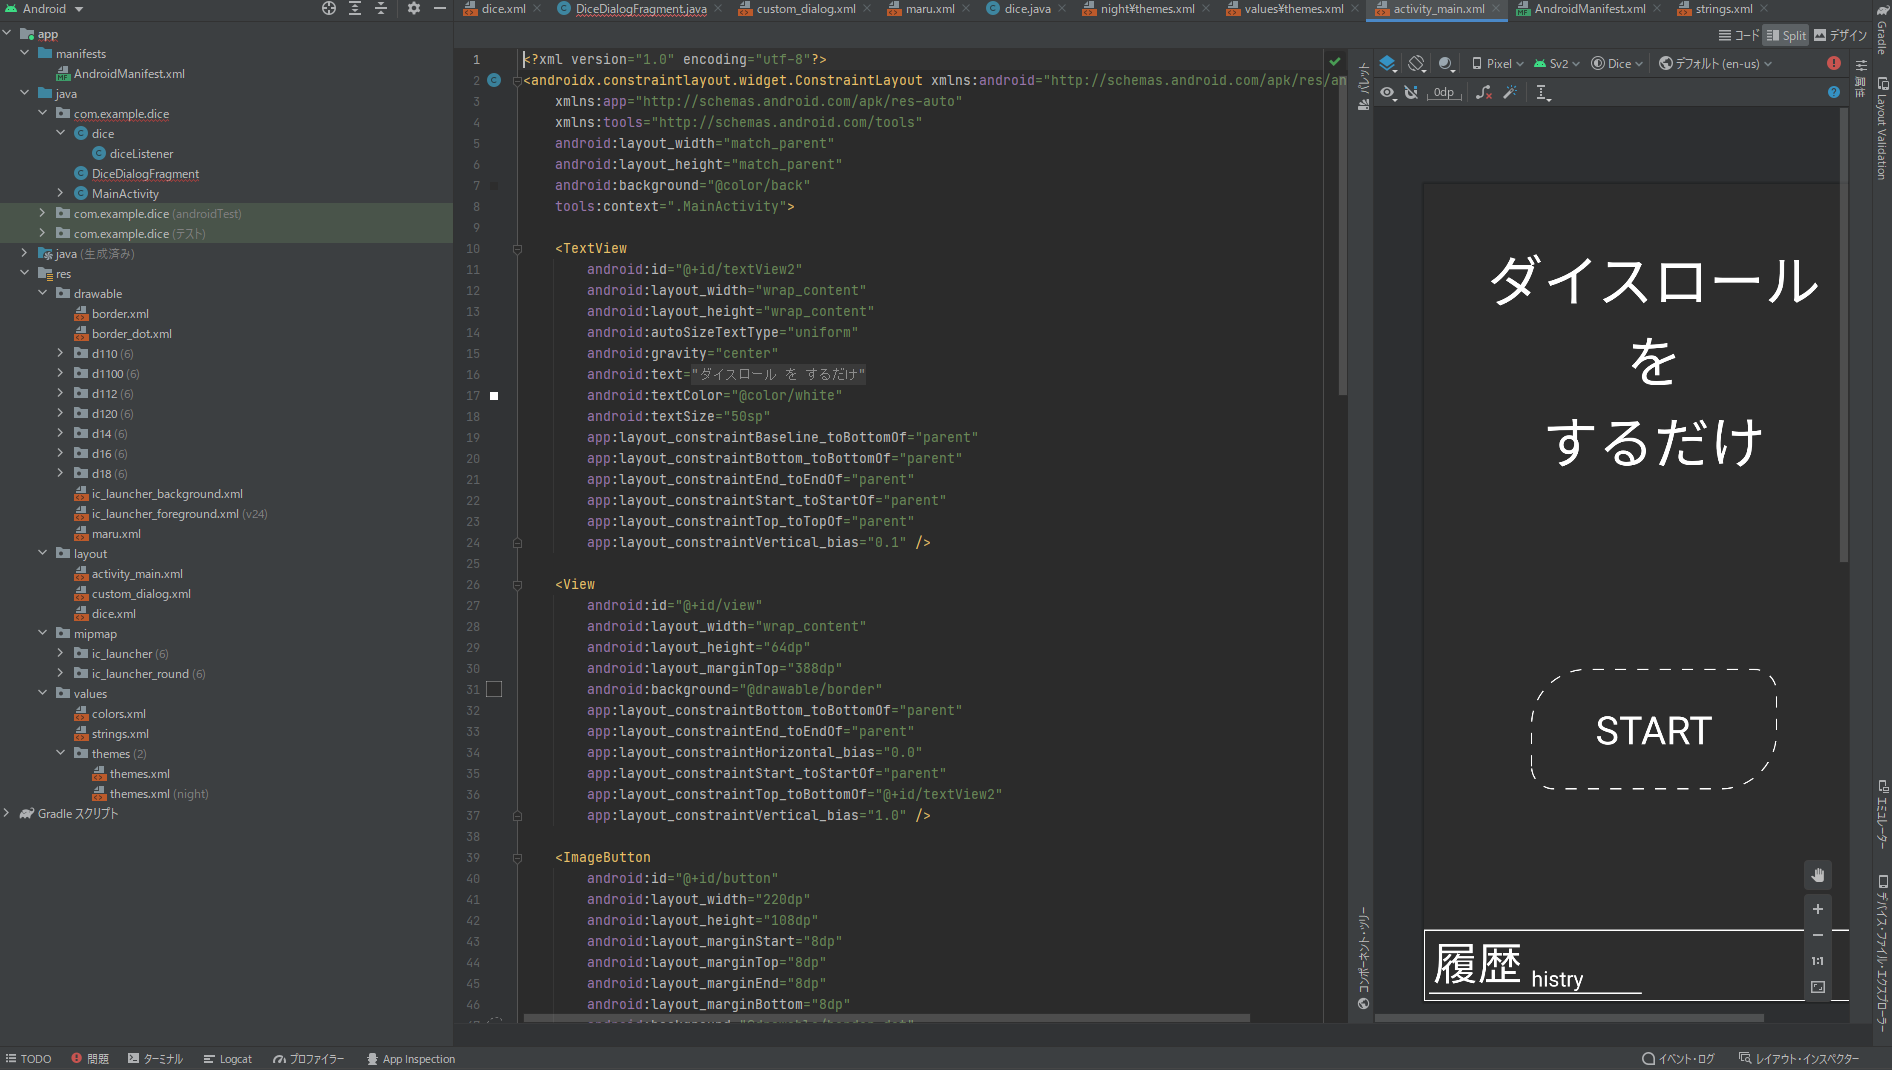 Android
dice.xml
DiceDialogFragment.java
custom_dialog.xml
maru.xml
dice.java
night¥themes.xml
values¥themes.xml
activity_main.xml
AndroidManifest.xml
strings.xml
コード
Split
デザイン
app
manifests
AndroidManifest.xml
java
com.example.dice
dice
diceListener
DiceDialogFragment
MainActivity
com.example.dice (androidTest)
com.example.dice (テスト)
java (生成済み)
res
drawable
border.xml
border_dot.xml
d110 (6)
d1100 (6)
d112 (6)
d120 (6)
d14 (6)
d16 (6)
d18 (6)
ic_launcher_background.xml
ic_launcher_foreground.xml (v24)
maru.xml
layout
activity_main.xml
custom_dialog.xml
dice.xml
mipmap
ic_launcher (6)
ic_launcher_round (6)
values
colors.xml
strings.xml
themes (2)
themes.xml
themes.xml (night)
Gradle スクリプト
1 <?xml version="1.0" encoding="utf-8"?>
2 <androidx.constraintlayout.widget.ConstraintLayout xmlns:android="http://schemas.android.com/apk/res/an
3 xmlns:app="http://schemas.android.com/apk/res-auto"
4 xmlns:tools="http://schemas.android.com/tools"
5 android:layout_width="match_parent"
6 android:layout_height="match_parent"
7 android:background="@color/back"
8 tools:context=".MainActivity">
9
10 <TextView
11 android:id="@+id/textView2"
12 android:layout_width="wrap_content"
13 android:layout_height="wrap_content"
14 android:autoSizeTextType="uniform"
15 android:gravity="center"
16 android:text="ダイスロール を するだけ"
17 android:textColor="@color/white"
18 android:textSize="50sp"
19 app:layout_constraintBaseline_toBottomOf="parent"
20 app:layout_constraintBottom_toBottomOf="parent"
21 app:layout_constraintEnd_toEndOf="parent"
22 app:layout_constraintStart_toStartOf="parent"
23 app:layout_constraintTop_toTopOf="parent"
24 app:layout_constraintVertical_bias="0.1" />
25
26 <View
27 android:id="@+id/view"
28 android:layout_width="wrap_content"
29 android:layout_height="64dp"
30 android:layout_marginTop="388dp"
31 android:background="@drawable/border"
32 app:layout_constraintBottom_toBottomOf="parent"
33 app:layout_constraintEnd_toEndOf="parent"
34 app:layout_constraintHorizontal_bias="0.0"
35 app:layout_constraintStart_toStartOf="parent"
36 app:layout_constraintTop_toBottomOf="@+id/textView2"
37 app:layout_constraintVertical_bias="1.0" />
38
39 <ImageButton
40 android:id="@+id/button"
41 android:layout_width="220dp"
42 android:layout_height="108dp"
43 android:layout_marginStart="8dp"
44 android:layout_marginTop="8dp"
45 android:layout_marginEnd="8dp"
46 android:layout_marginBottom="8dp"
パレット
コンポーネント・ツリー
Pixel
Sv2
Dice
デフォルト (en-us)
0dp
ダイスロール
を
するだけ
START
履歴 histry
1:1
属性
Gradle
Layout Validation
エミュレーター
デバイス・ファイル・エクスプローラー
TODO
問題
ターミナル
Logcat
プロファイラー
App Inspection
イベント・ログ
レイアウト・インスペクター